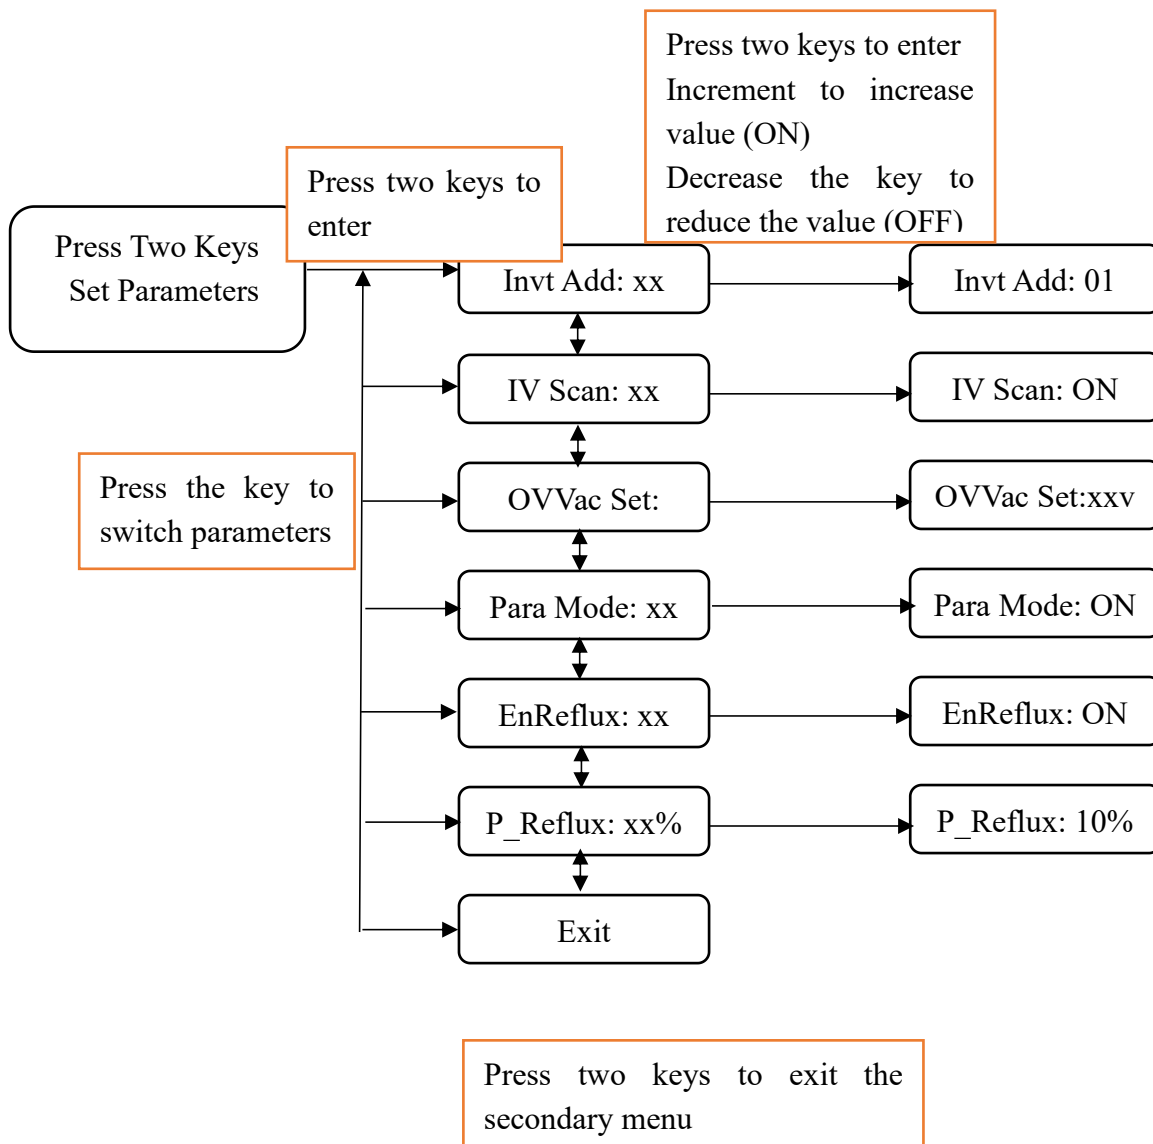 Press two keys to enter
Increment to increase
value (ON)
Decrease the key to
reduce the value (OFF)
Press two keys to
enter
Press Two Keys
Set Parameters
Invt Add: xx
Invt Add: 01
IV Scan: xx
IV Scan: ON
Press the key to
switch parameters
OVVac Set:
OVVac Set:xxv
Para Mode: xx
Para Mode: ON
EnReflux: xx
EnReflux: ON
P_Reflux: xx%
P_Reflux: 10%
Exit
Press two keys to exit the
secondary menu